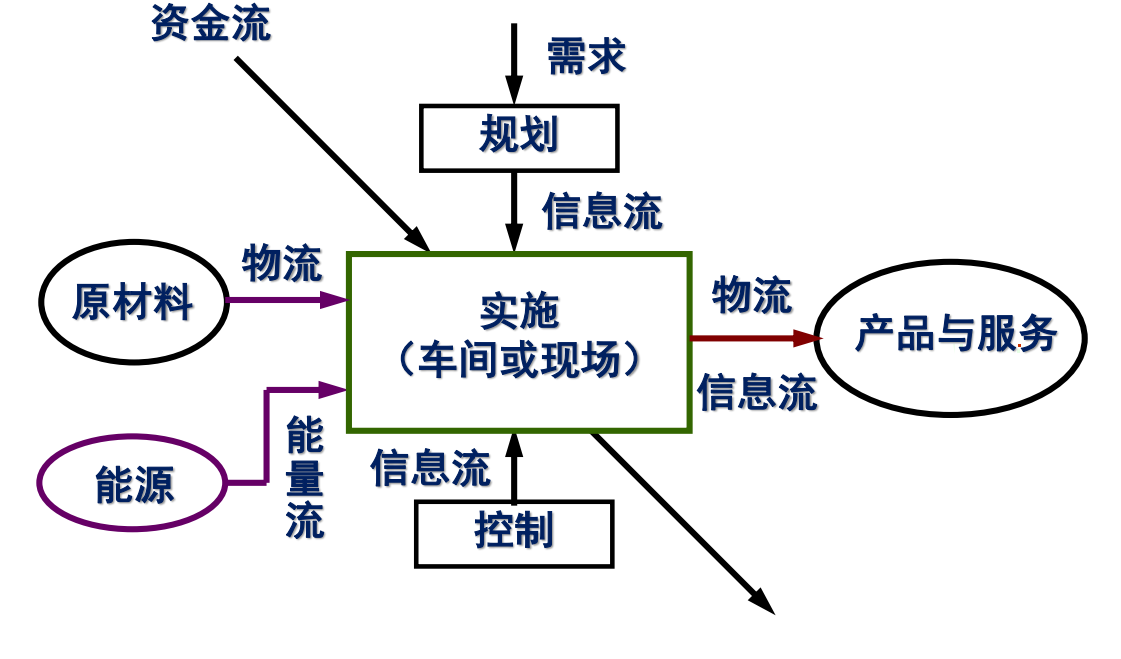 资金流
需求
规划
信息流
物流
原材料
实施
（车间或现场）
物流
产品与服务
信息流
能源
能
量
流
信息流
控制